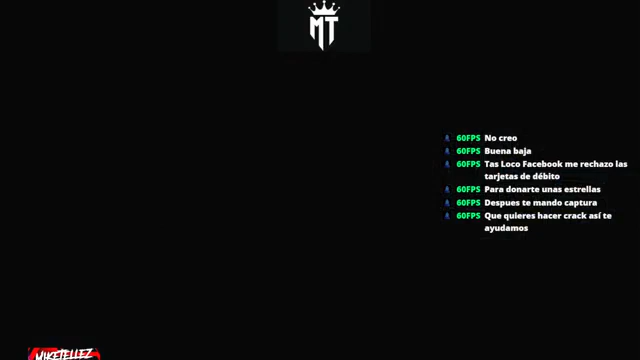 MT
60FPS No creo
60FPS Buena baja
60FPS Tas Loco Facebook me rechazo las
tarjetas de débito
60FPS Para donarte unas estrellas
60FPS Despues te mando captura
60FPS Que quieres hacer crack así te
ayudamos
MIKETELLEZ